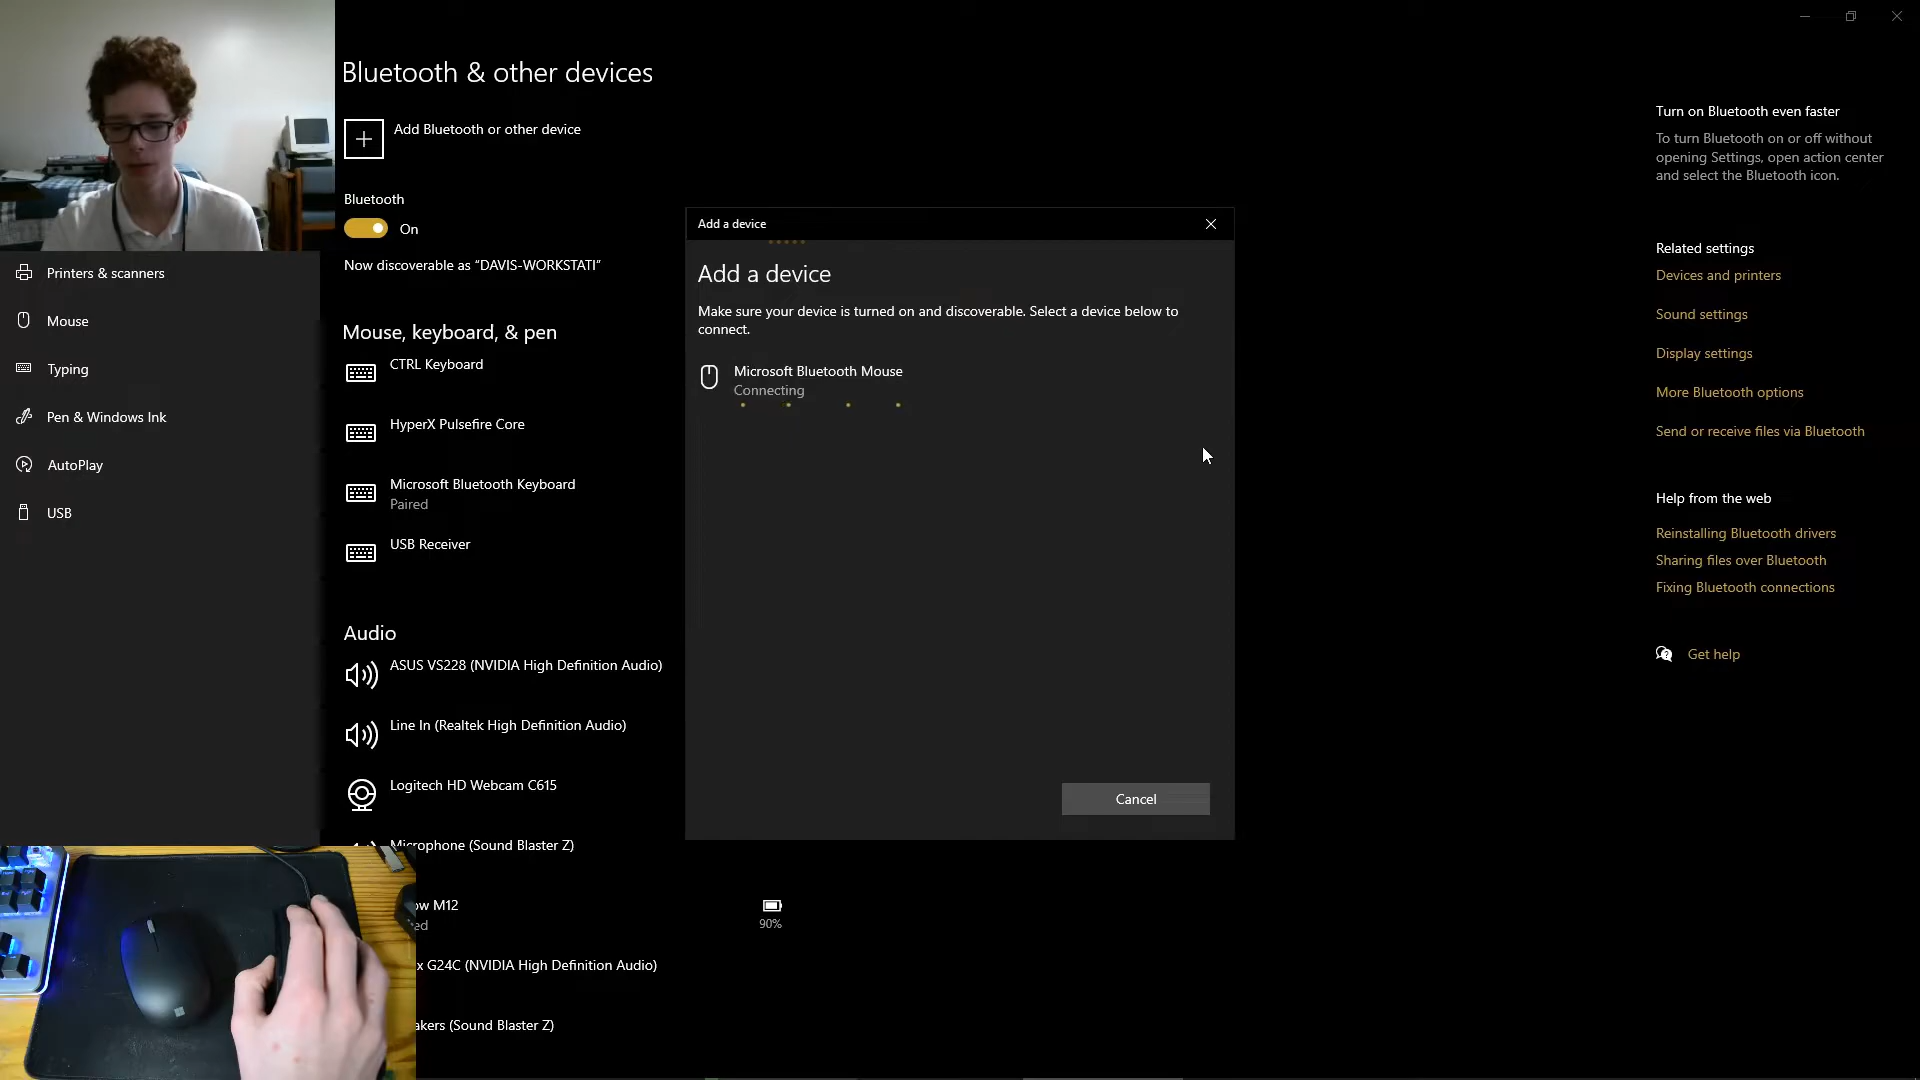 Bluetooth & other devices
Add Bluetooth or other device
Bluetooth
On
Now discoverable as “DAVIS-WORKSTATI”
Printers & scanners
Mouse
Typing
Pen & Windows Ink
AutoPlay
USB
Mouse, keyboard, & pen
CTRL Keyboard
HyperX Pulsefire Core
Microsoft Bluetooth Keyboard
Paired
USB Receiver
Audio
ASUS VS228 (NVIDIA High Definition Audio)
Line In (Realtek High Definition Audio)
Logitech HD Webcam C615
Microphone (Sound Blaster Z)
ow M12
ed
90%
x G24C (NVIDIA High Definition Audio)
akers (Sound Blaster Z)
Add a device
Add a device
Make sure your device is turned on and discoverable. Select a device below to
connect.
Microsoft Bluetooth Mouse
Connecting
Cancel
Turn on Bluetooth even faster
To turn Bluetooth on or off without
opening Settings, open action center
and select the Bluetooth icon.
Related settings
Devices and printers
Sound settings
Display settings
More Bluetooth options
Send or receive files via Bluetooth
Help from the web
Reinstalling Bluetooth drivers
Sharing files over Bluetooth
Fixing Bluetooth connections
Get help